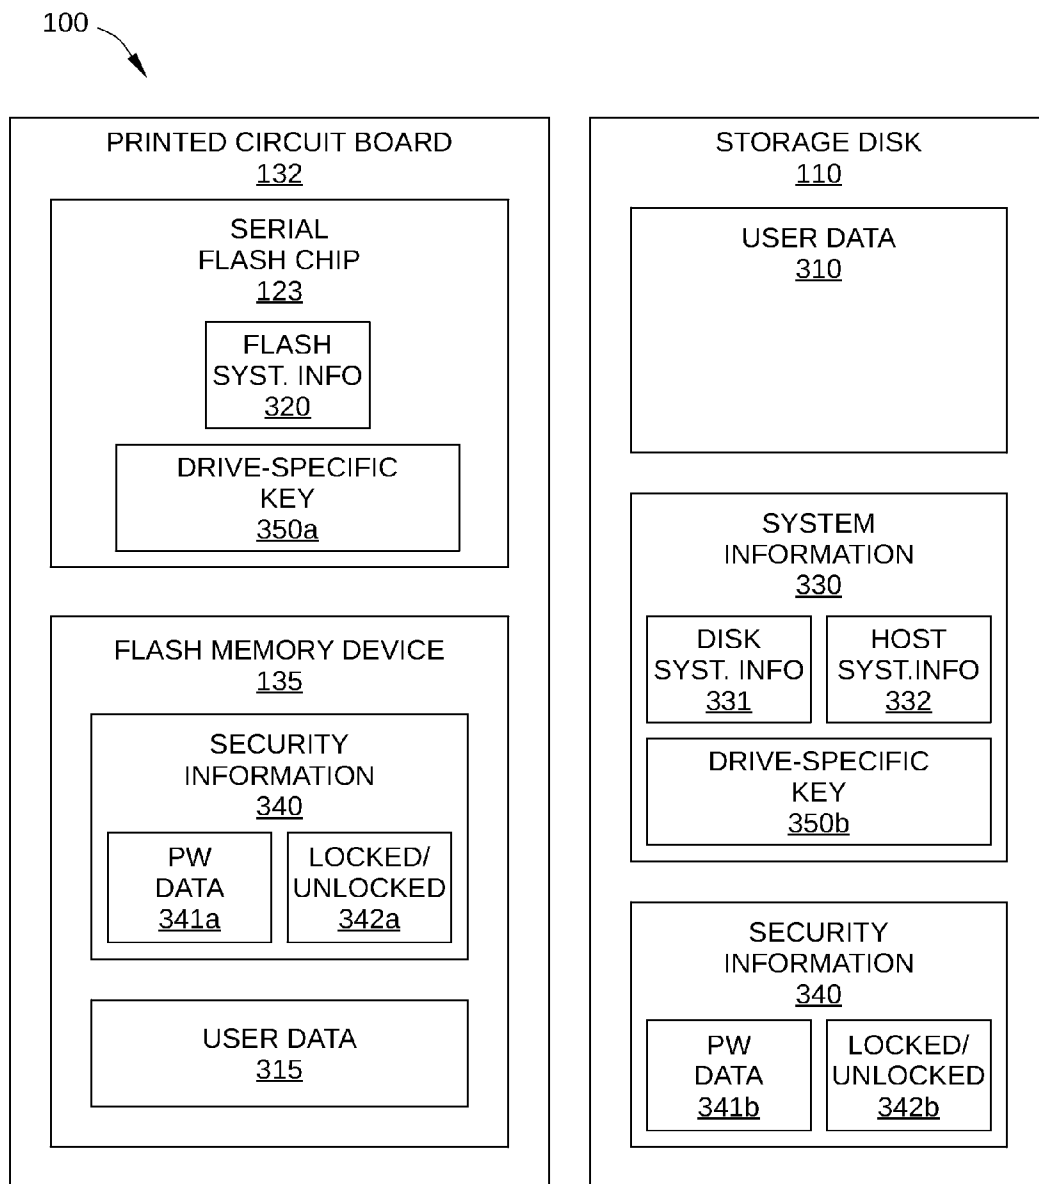 100
PRINTED CIRCUIT BOARD
132
SERIAL
FLASH CHIP
123
FLASH
SYST. INFO
320
DRIVE-SPECIFIC
KEY
350a
FLASH MEMORY DEVICE
135
SECURITY
INFORMATION
340
PW
DATA
341a
LOCKED/
UNLOCKED
342a
USER DATA
315
STORAGE DISK
110
USER DATA
310
SYSTEM
INFORMATION
330
DISK
SYST. INFO
331
HOST
SYST.INFO
332
DRIVE-SPECIFIC
KEY
350b
SECURITY
INFORMATION
340
PW
DATA
341b
LOCKED/
UNLOCKED
342b